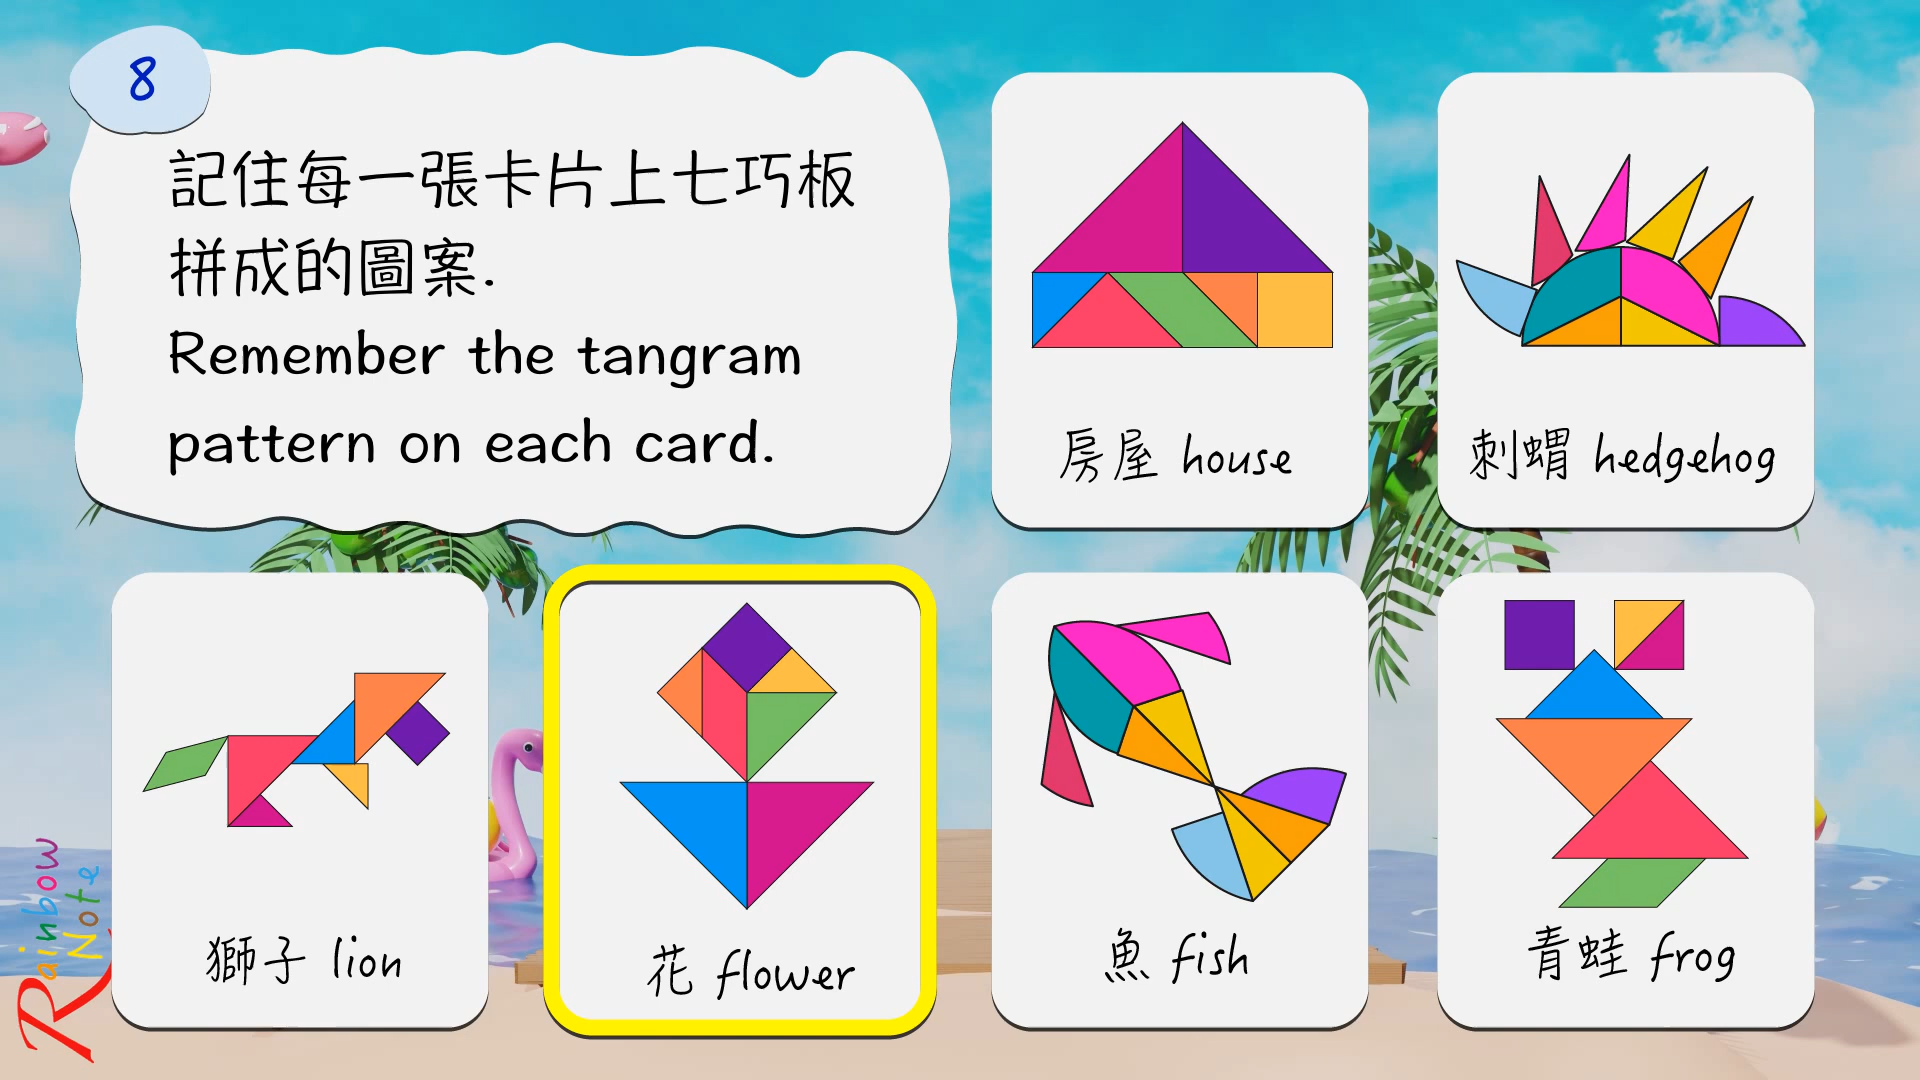 8
記住每一張卡片上七巧板
拼成的圖案.
Remember the tangram
pattern on each card.
房屋 house
刺蝟 hedgehog
獅子 lion
花 flower
魚 fish
青蛙 frog
Rainbow
Note